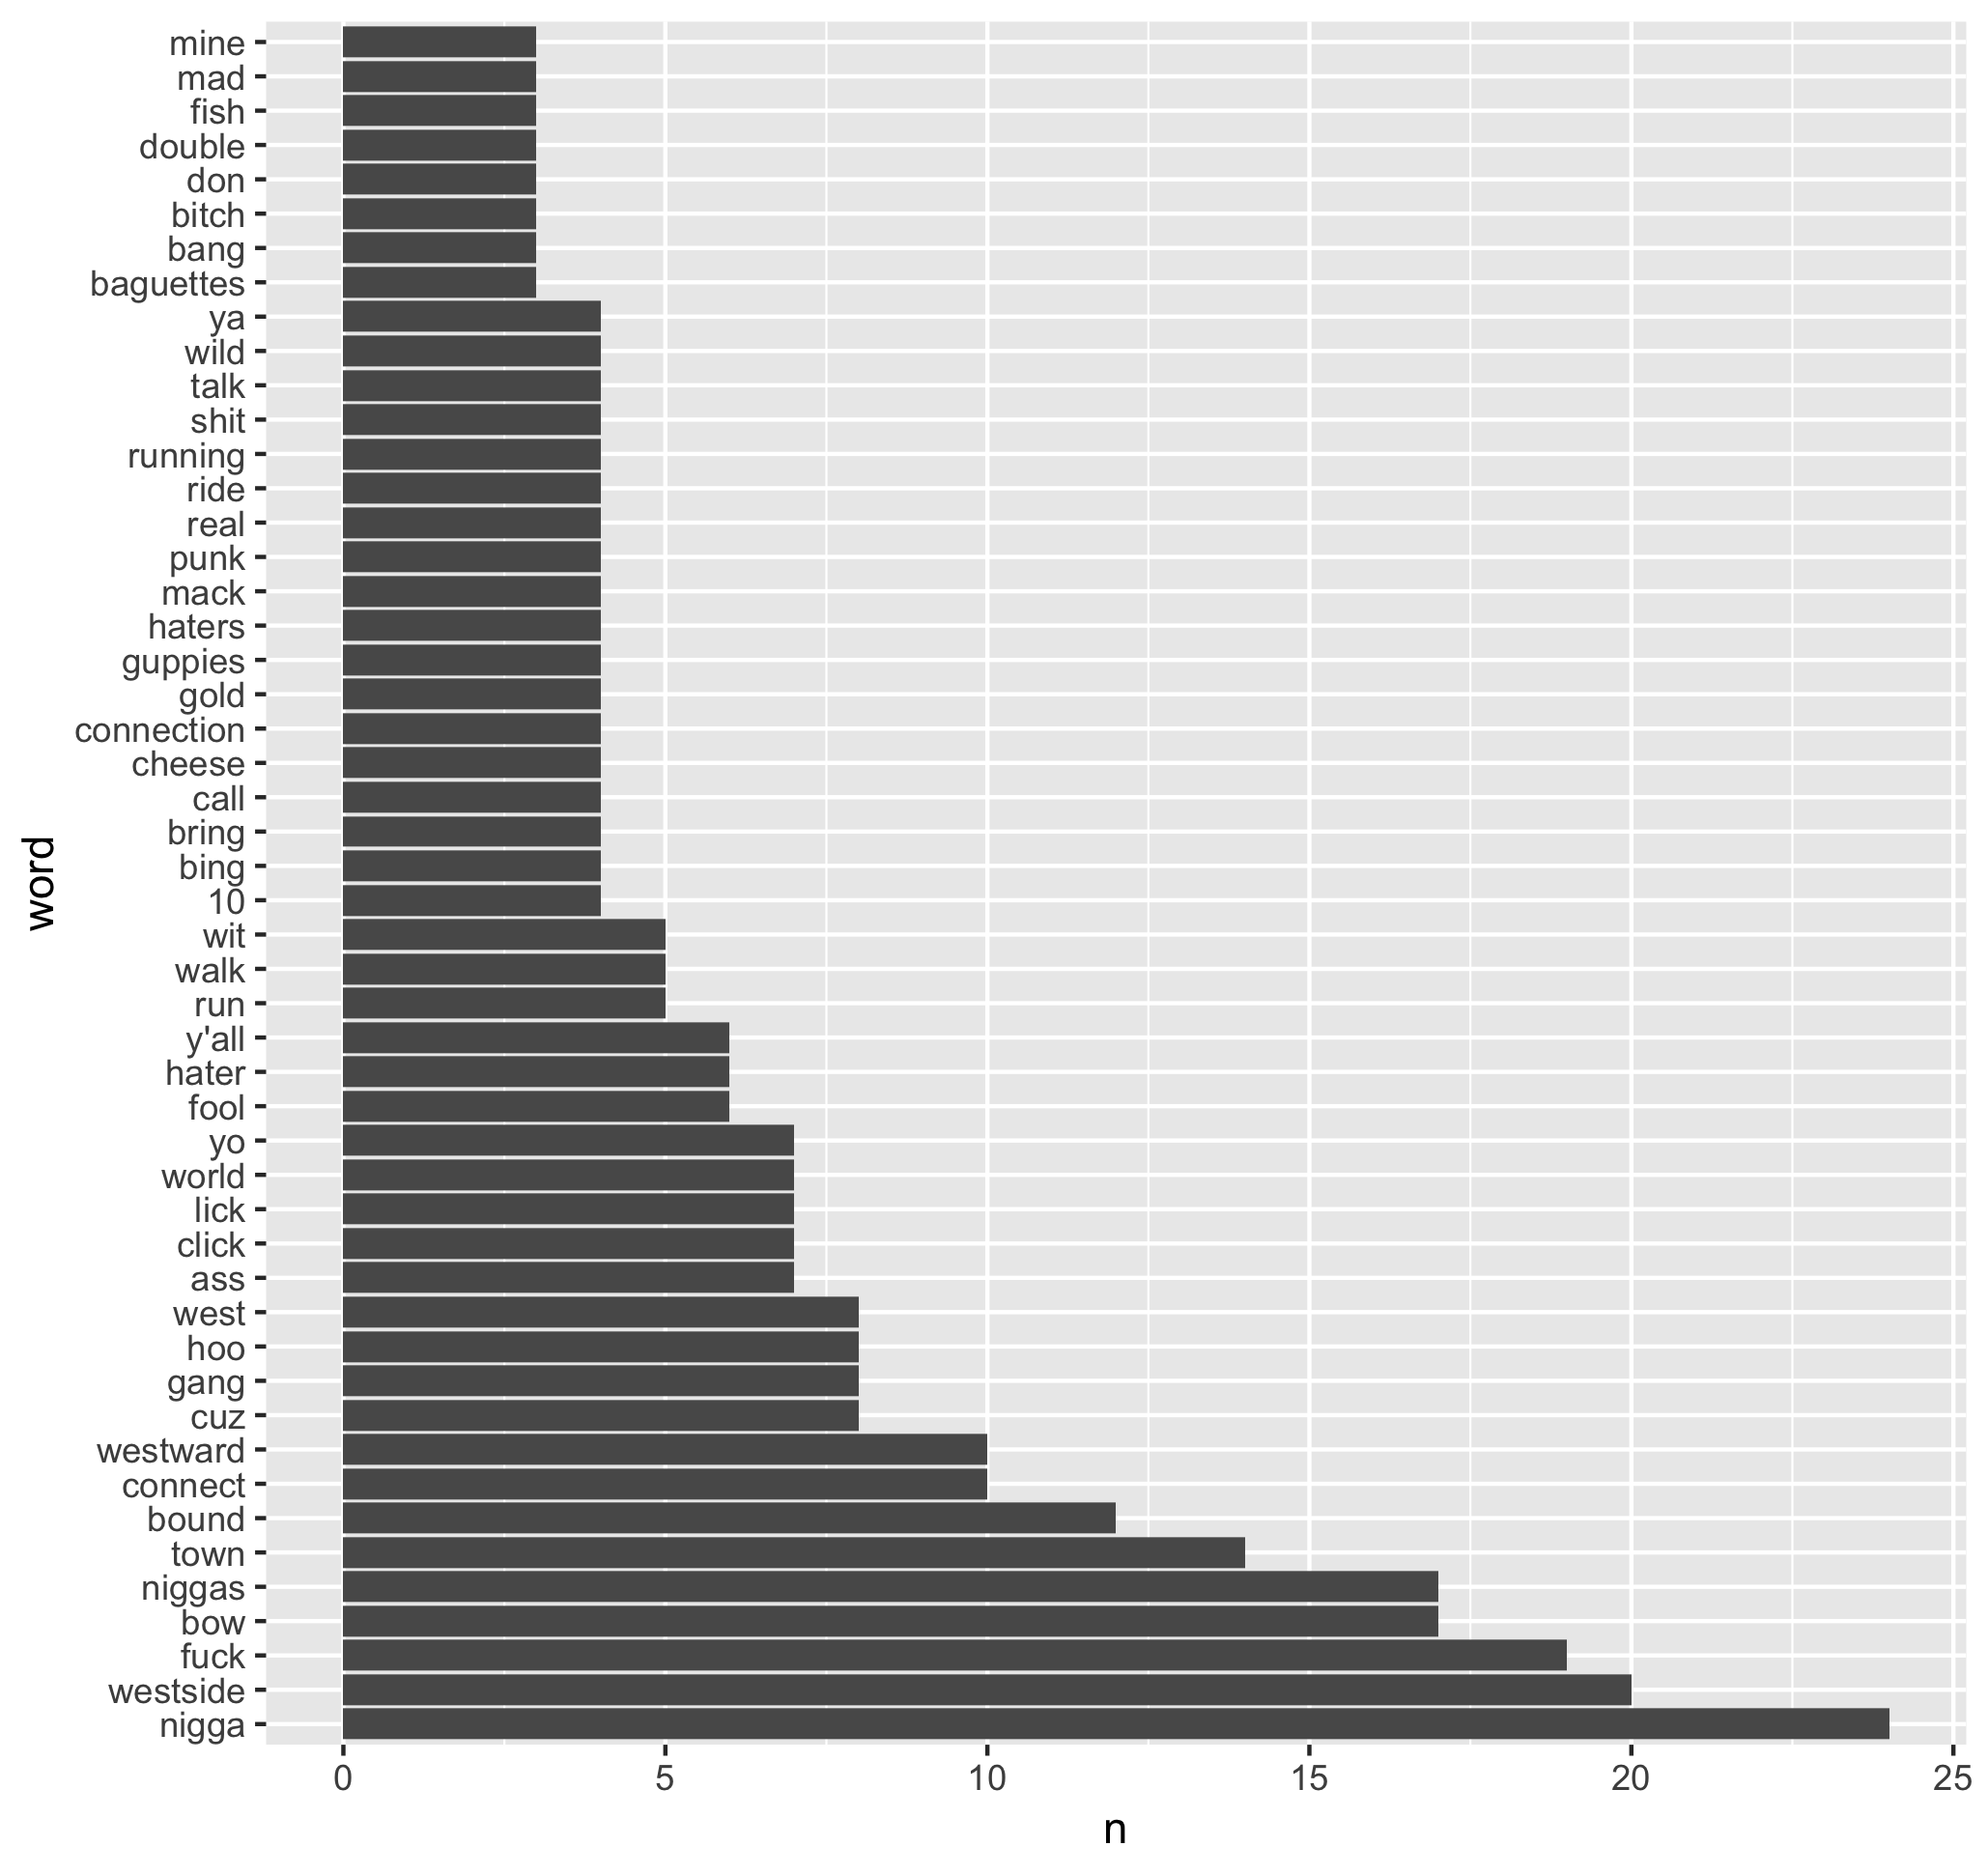 mine
mad
fish
double
don
bitch
bang
baguettes
ya
wild
talk
shit
running
ride
real
punk
mack
haters
guppies
gold
connection
cheese
call
bring
bing
10
wit
walk
run
y'all
hater
fool
yo
world
lick
click
ass
west
hoo
gang
cuz
westward
connect
bound
town
niggas
bow
fuck
westside
nigga
word
0 5 10 15 20 25
n